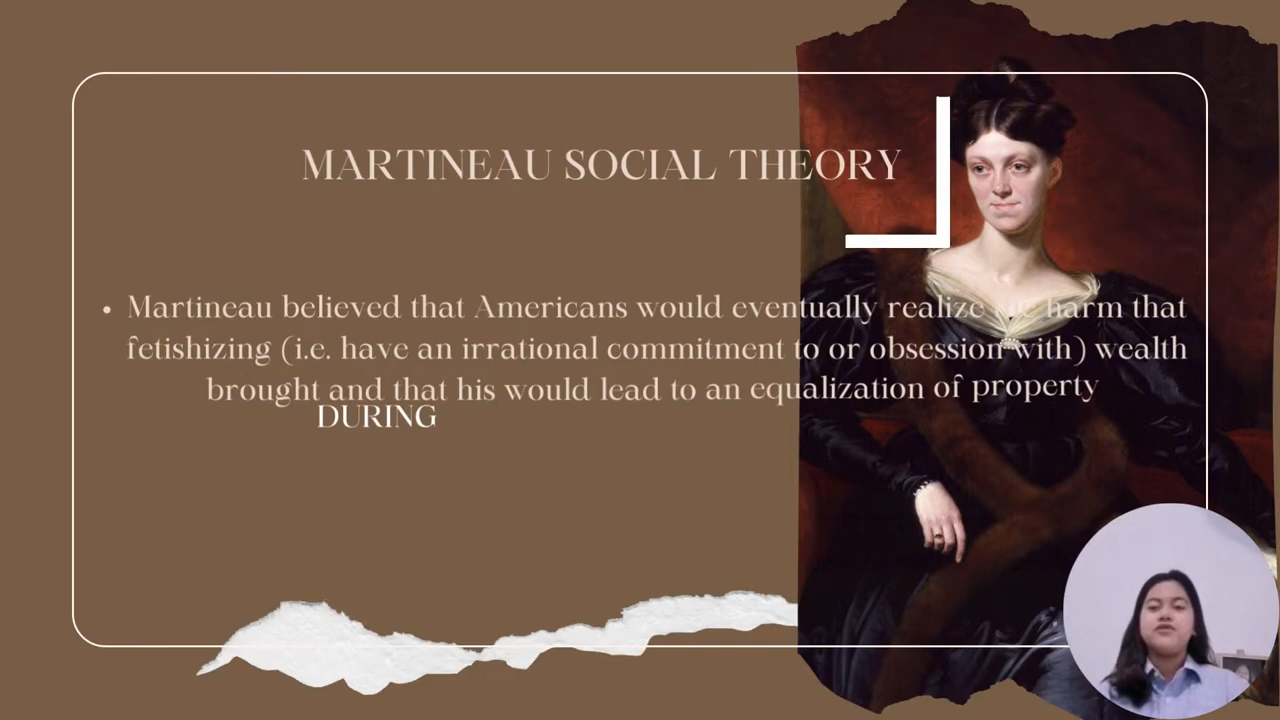 MARTINEAU SOCIAL THEORY
• Martineau believed that Americans would eventually realize the harm that
fetishizing (i.e. have an irrational commitment to or obsession with) wealth
brought and that his would lead to an equalization of property
DURING